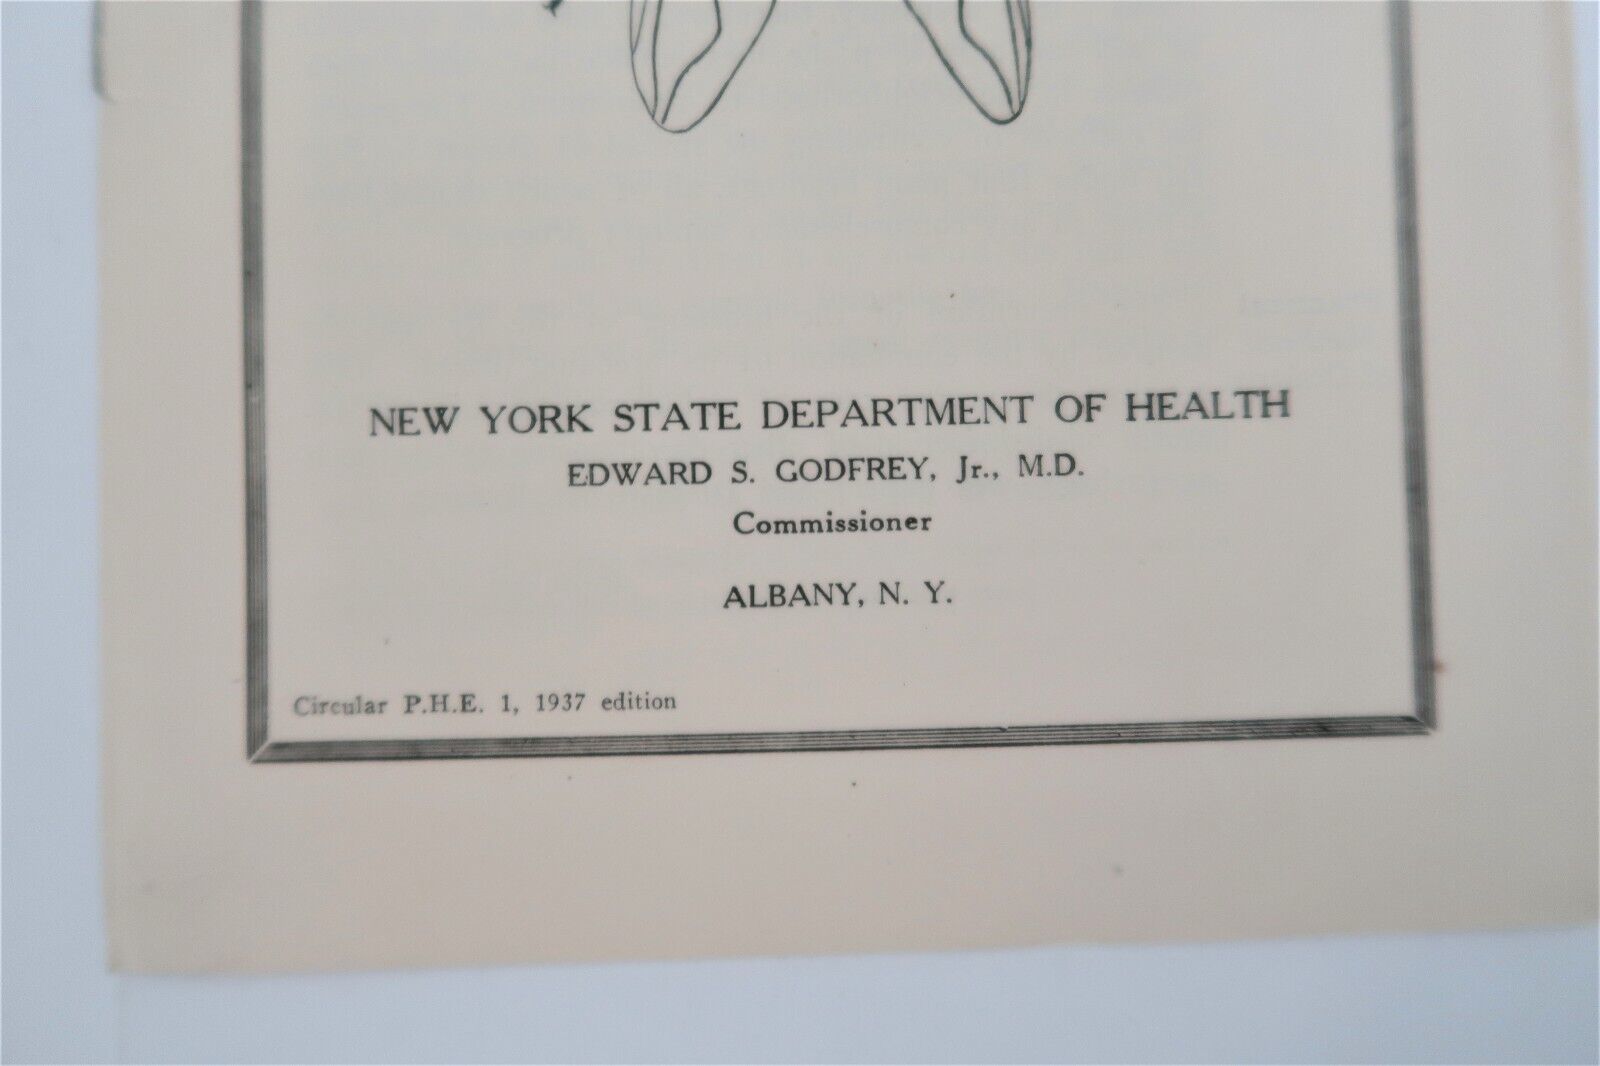 NEW YORK STATE DEPARTMENT OF HEALTH
EDWARD S. GODFREY, Jr., M.D.
Commissioner
ALBANY, N. Y.
Circular P.H.E. 1, 1937 edition